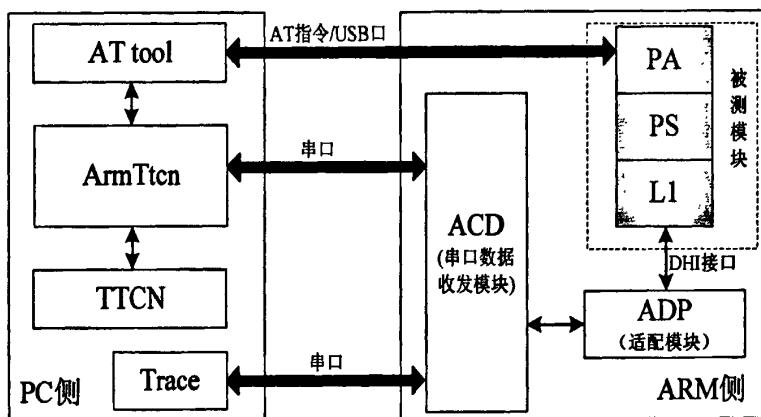 AT tool
AT指令/USB口
PA
PS
L1
被测模块
ArmTtcn
串口
ACD
(串口数据
收发模块)
DHI接口
TTCN
ADP
(适配模块)
Trace
串口
PC侧
ARM侧